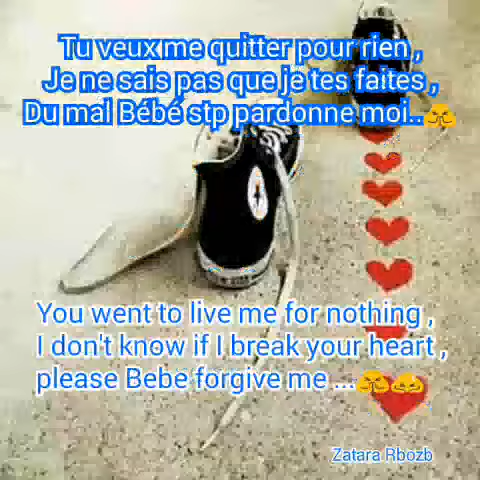 Tu veux me quitter pour rien ,
Je ne sais pas que je tes faites ,
Du mal Bébé stp pardonne moi..
You went to live me for nothing ,
I don't know if I break your heart ,
please Bebe forgive me ...
Zatara Rbozb